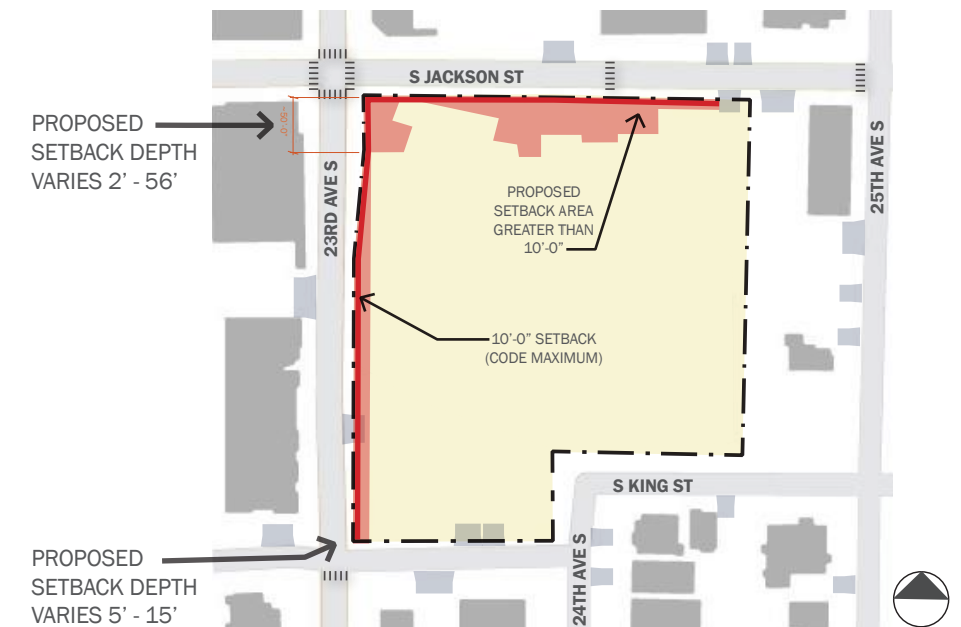 S JACKSON ST
PROPOSED
SETBACK DEPTH
VARIES 2’ - 56’
23RD AVE S
25TH AVE S
PROPOSED
SETBACK AREA
GREATER THAN
10’-0”
10’-0” SETBACK
(CODE MAXIMUM)
S KING ST
24TH AVE S
PROPOSED
SETBACK DEPTH
VARIES 5’ - 15’